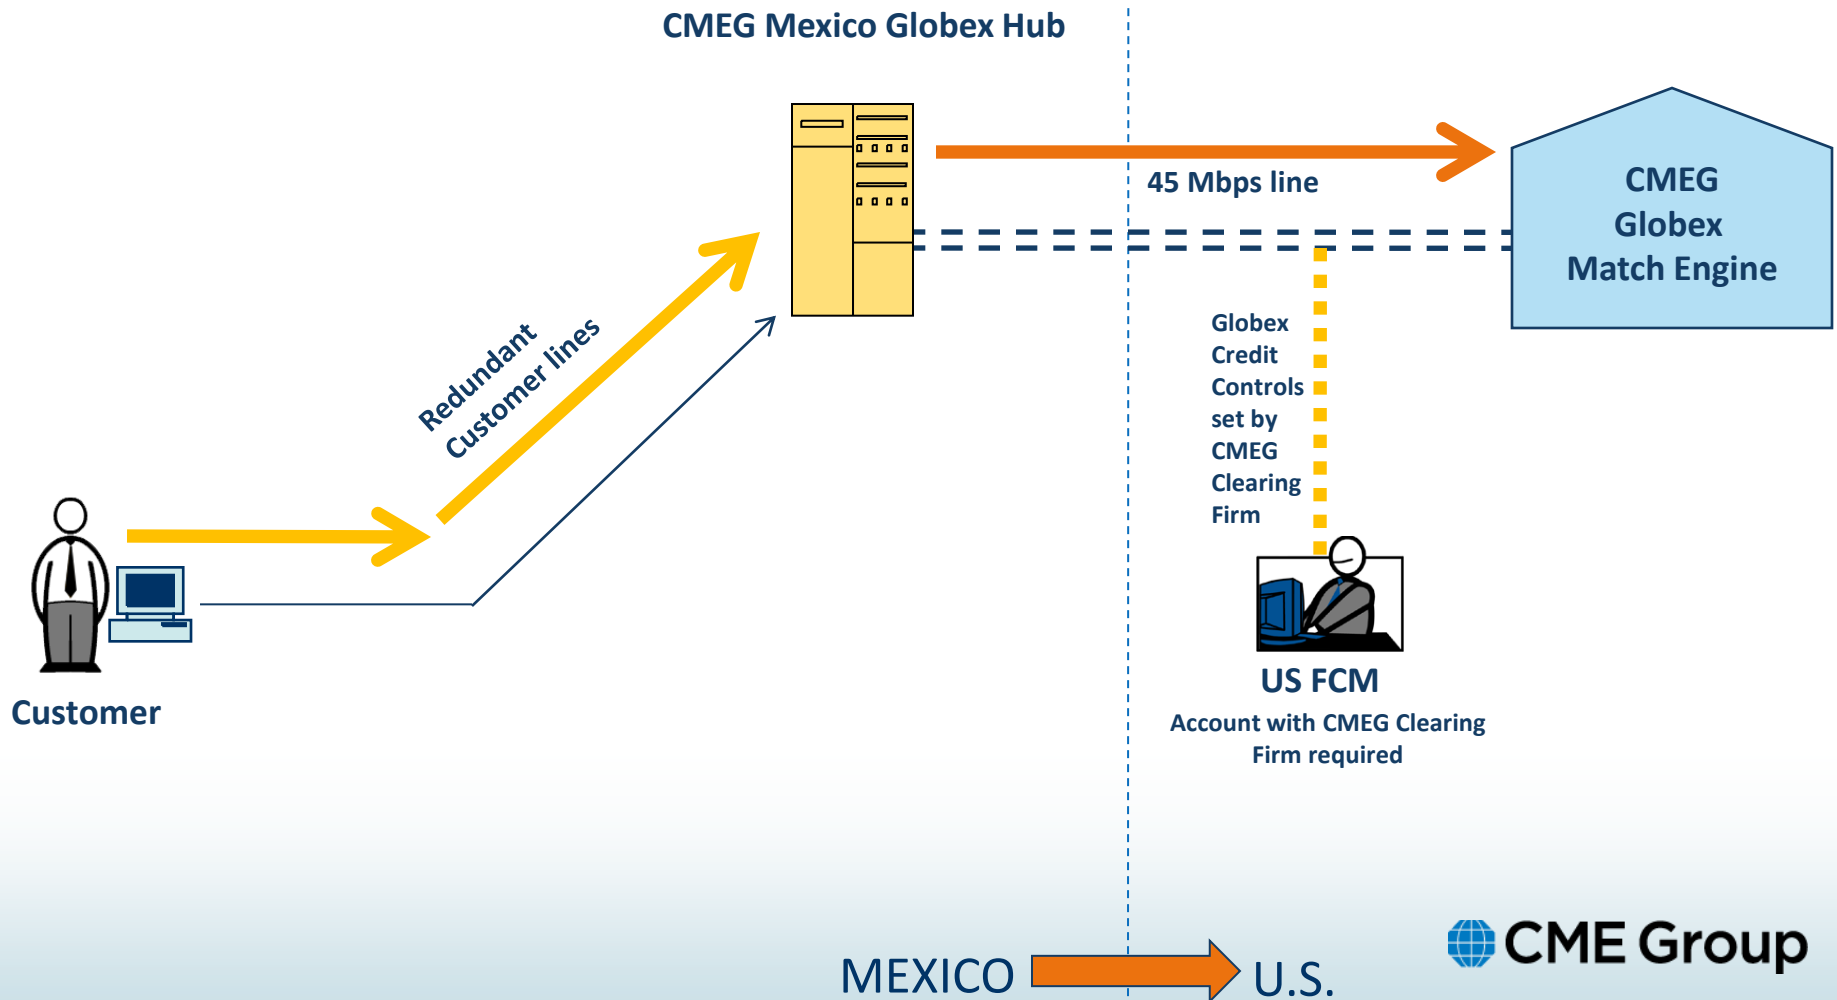 CMEG Mexico Globex Hub
45 Mbps line
CMEG
Globex
Match Engine
Redundant
Customer lines
Globex
Credit
Controls
set by
CMEG
Clearing
Firm
Customer
US FCM
Account with CMEG Clearing
Firm required
CME Group
MEXICO
U.S.